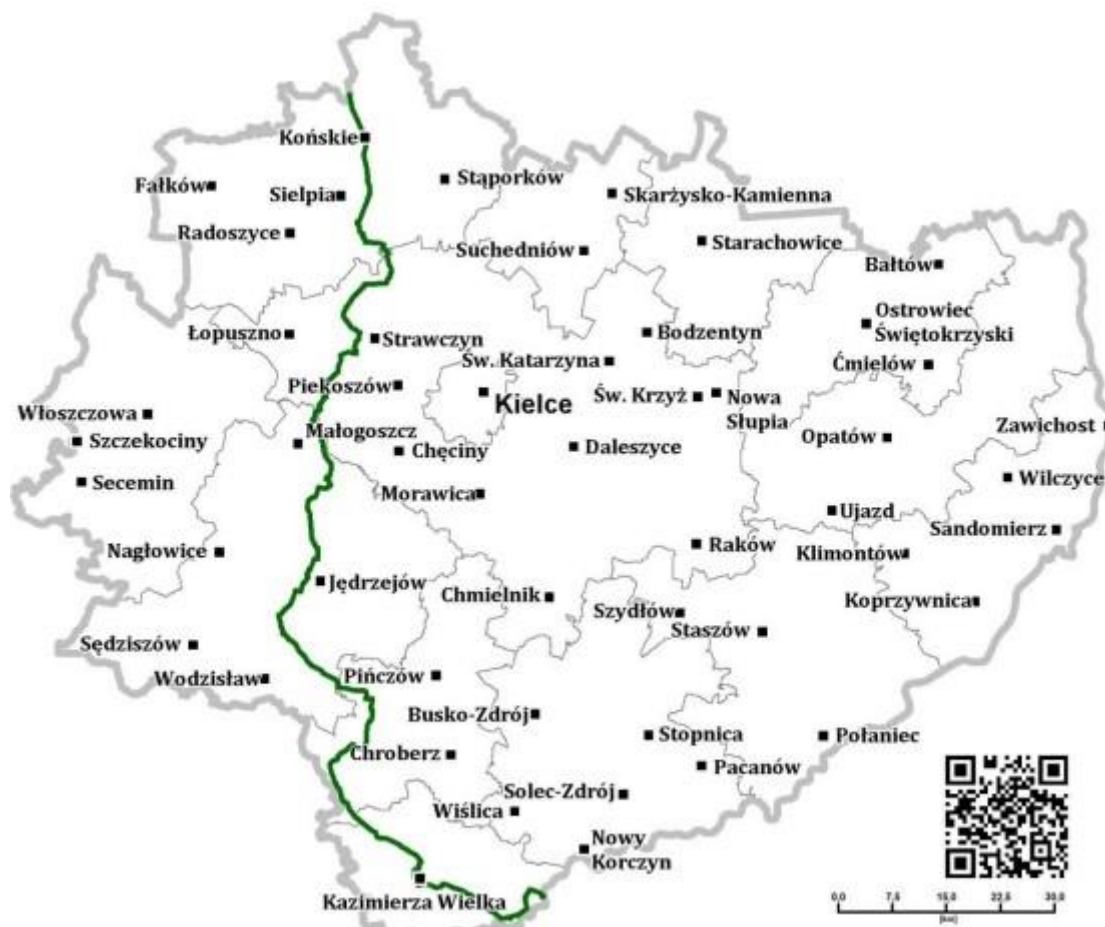 Końskie
Fałków
Sielpia
Stąporków
Skarżysko-Kamienna
Radoszyce
Suchedniów
Starachowice
Bałtów
Łopuszno
Strawczyn
Bodzentyn
Ostrowiec
Świętokrzyski
Św. Katarzyna
Ćmielów
Piekoszów
Kielce
Św. Krzyż
Nowa
Słupia
Włoszczowa
Szczekociny
Małogoszcz
Chęciny
Daleszyce
Opatów
Zawichost
Secemin
Morawica
Wilczyce
Ujazd
Sandomierz
Nagłowice
Raków
Klimontów
Jędrzejów
Chmielnik
Szydłów
Koprzywnica
Staszów
Sędziszów
Wodzisław
Pińczów
Busko-Zdrój
Stopnica
Połaniec
Chroberz
Pacanów
Solec-Zdrój
Wiślica
Nowy
Korczyn
Kazimierza Wielka
0,0 7,5 15,0 22,5 30,0
[km]